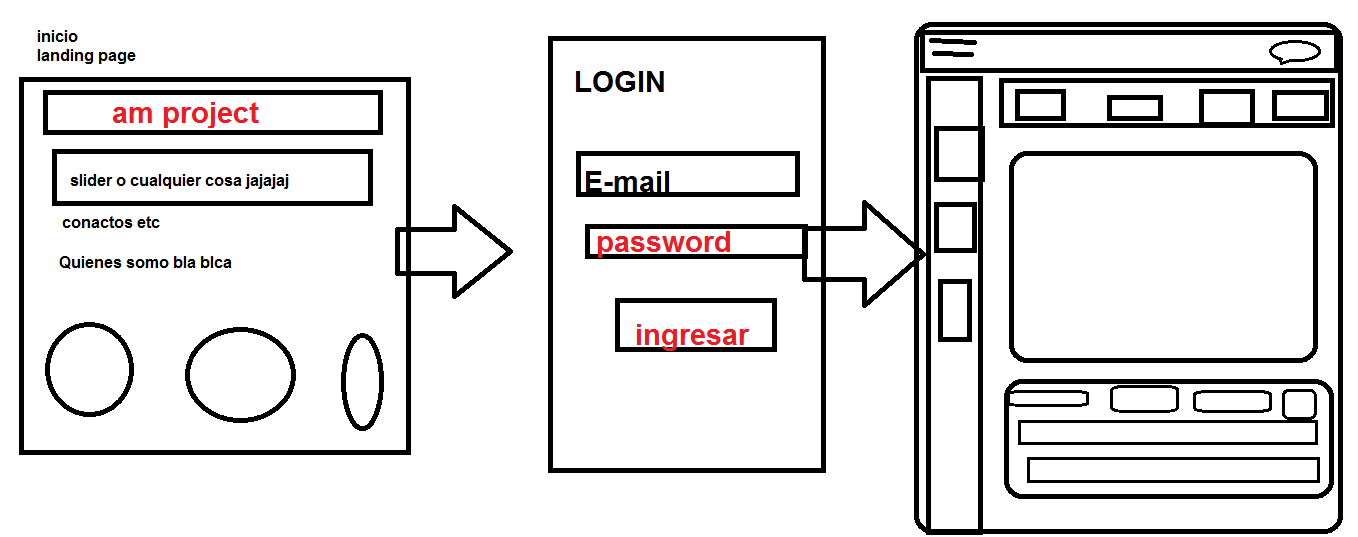 inicio
landing page
am project
slider o cualquier cosa jajajaj
conactos etc
Quienes somo bla blca
LOGIN
E-mail
password
ingresar